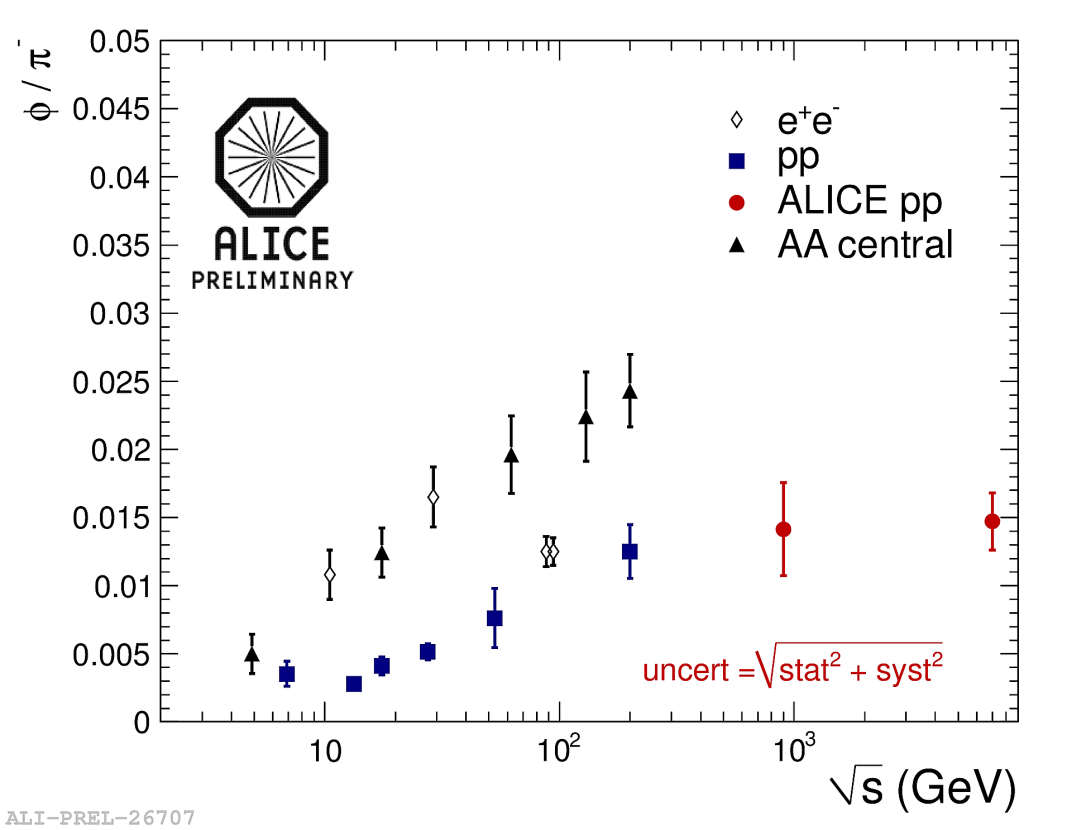 ϕ / π⁻
0.05
0.045
0.04
0.035
0.03
0.025
0.02
0.015
0.01
0.005
0
ALICE
PRELIMINARY
e⁺e⁻
pp
ALICE pp
AA central
uncert =√stat² + syst²
10
10²
10³
√s (GeV)
ALI-PREL-26707